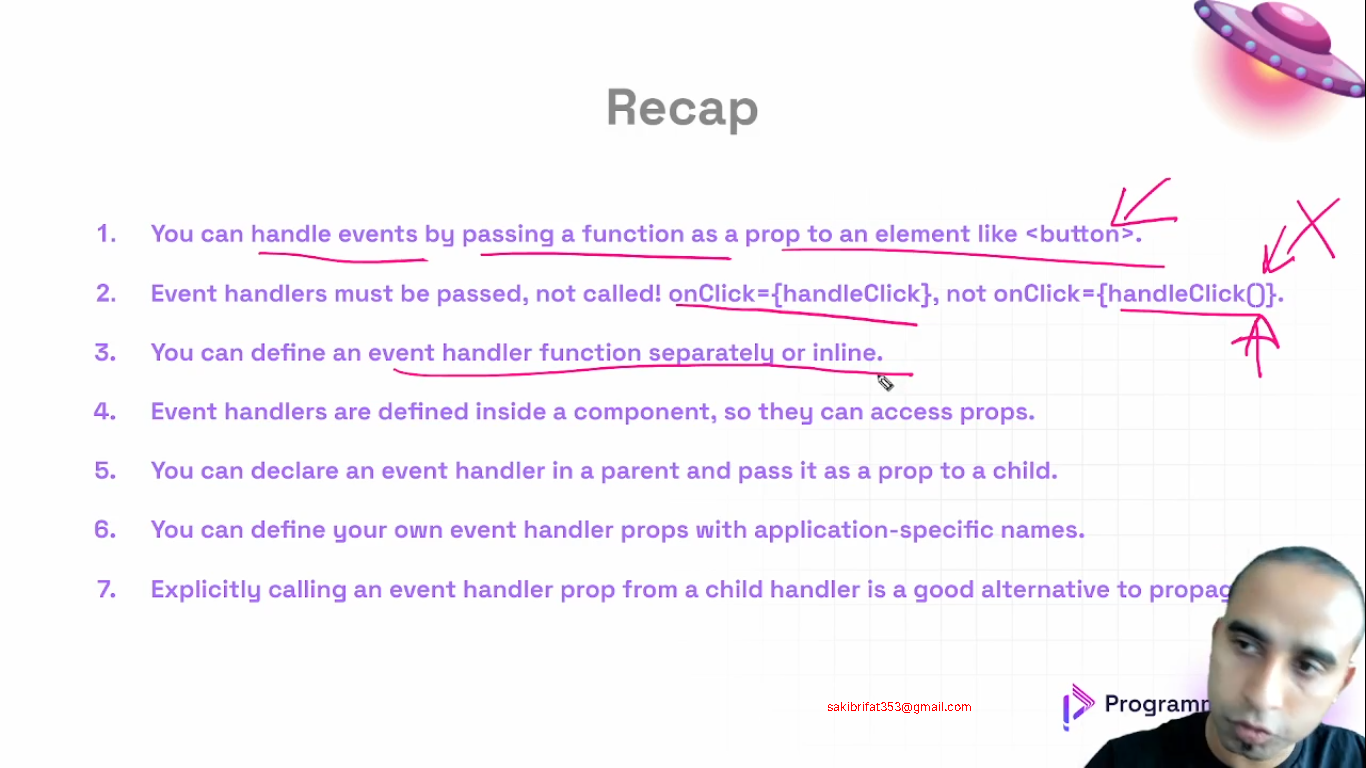 Recap
1. You can handle events by passing a function as a prop to an element like <button>.
2. Event handlers must be passed, not called! onClick={handleClick}, not onClick={handleClick()}.
3. You can define an event handler function separately or inline.
4. Event handlers are defined inside a component, so they can access props.
5. You can declare an event handler in a parent and pass it as a prop to a child.
6. You can define your own event handler props with application-specific names.
7. Explicitly calling an event handler prop from a child handler is a good alternative to
sakibrifat353@gmail.com